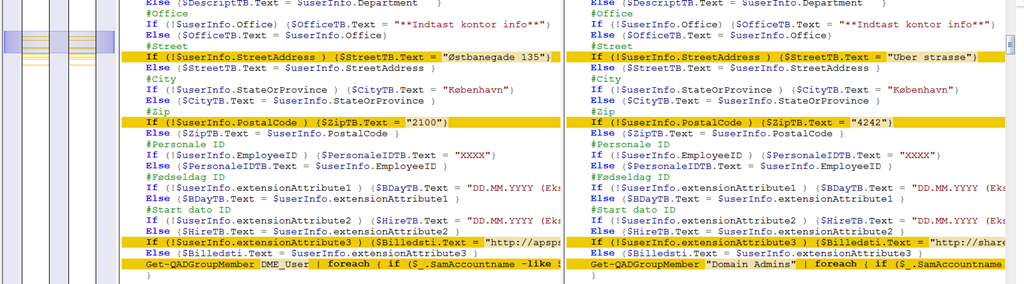 Else {$DepartmentTB.Text = $userInfo.Department }
#Office
If (!$userInfo.Office) {$OfficeTB.Text = "**Indtast kontor info**"}
Else {$OfficeTB.Text = $userInfo.Office}
#Street
If (!$userInfo.StreetAddress ) {$StreetTB.Text = "Østbanegade 135"}
Else {$StreetTB.Text = $userInfo.StreetAddress }
#City
If (!$userInfo.StateOrProvince ) {$CityTB.Text = "København"}
Else {$CityTB.Text = $userInfo.StateOrProvince }
#Zip
If (!$userInfo.PostalCode ) {$ZipTB.Text = "2100"}
Else {$ZipTB.Text = $userInfo.PostalCode }
#Personale ID
If (!$userInfo.EmployeeID ) {$PersonaleIDTB.Text = "XXXX"}
Else {$PersonaleIDTB.Text = $userInfo.EmployeeID }
#Fødseldag ID
If (!$userInfo.extensionAttribute1 ) {$BDayTB.Text = "DD.MM.YYYY (Eks
Else {$BDayTB.Text = $userInfo.extensionAttribute1 }
#Start dato ID
If (!$userInfo.extensionAttribute2 ) {$HireTB.Text = "DD.MM.YYYY (Eks
Else {$HireTB.Text = $userInfo.extensionAttribute2 }
If (!$userInfo.extensionAttribute3 ) {$Billedsti.Text = "http://apps
Else {$Billedsti.Text = $userInfo.extensionAttribute3 }
Get-QADGroupMember DME_User | foreach { if ($_.SamAccountname -like
}
Else {$DepartmentTB.Text = $userInfo.Department }
#Office
If (!$userInfo.Office) {$OfficeTB.Text = "**Indtast kontor info**"}
Else {$OfficeTB.Text = $userInfo.Office}
#Street
If (!$userInfo.StreetAddress ) {$StreetTB.Text = "Uber strasse"}
Else {$StreetTB.Text = $userInfo.StreetAddress }
#City
If (!$userInfo.StateOrProvince ) {$CityTB.Text = "København"}
Else {$CityTB.Text = $userInfo.StateOrProvince }
#Zip
If (!$userInfo.PostalCode ) {$ZipTB.Text = "4242"}
Else {$ZipTB.Text = $userInfo.PostalCode }
#Personale ID
If (!$userInfo.EmployeeID ) {$PersonaleIDTB.Text = "XXXX"}
Else {$PersonaleIDTB.Text = $userInfo.EmployeeID }
#Fødseldag ID
If (!$userInfo.extensionAttribute1 ) {$BDayTB.Text = "DD.MM.YYYY (Eks
Else {$BDayTB.Text = $userInfo.extensionAttribute1 }
#Start dato ID
If (!$userInfo.extensionAttribute2 ) {$HireTB.Text = "DD.MM.YYYY (Eks
Else {$HireTB.Text = $userInfo.extensionAttribute2 }
If (!$userInfo.extensionAttribute3 ) {$Billedsti.Text = "http://share
Else {$Billedsti.Text = $userInfo.extensionAttribute3 }
Get-QADGroupMember "Domain Admins" | foreach { if ($_.SamAccountname
}